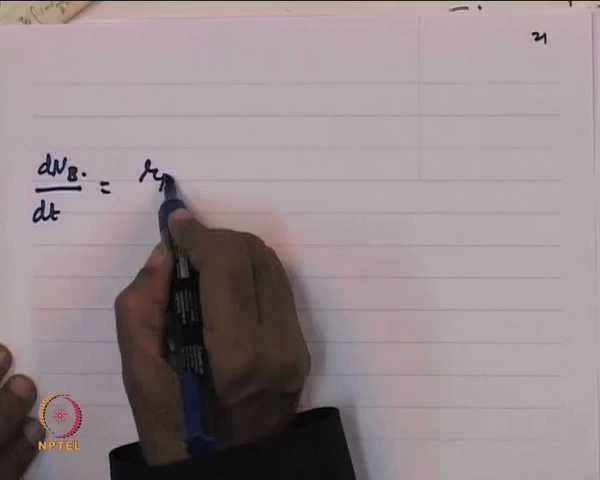 21
dN_B. / dt = r
NPTEL